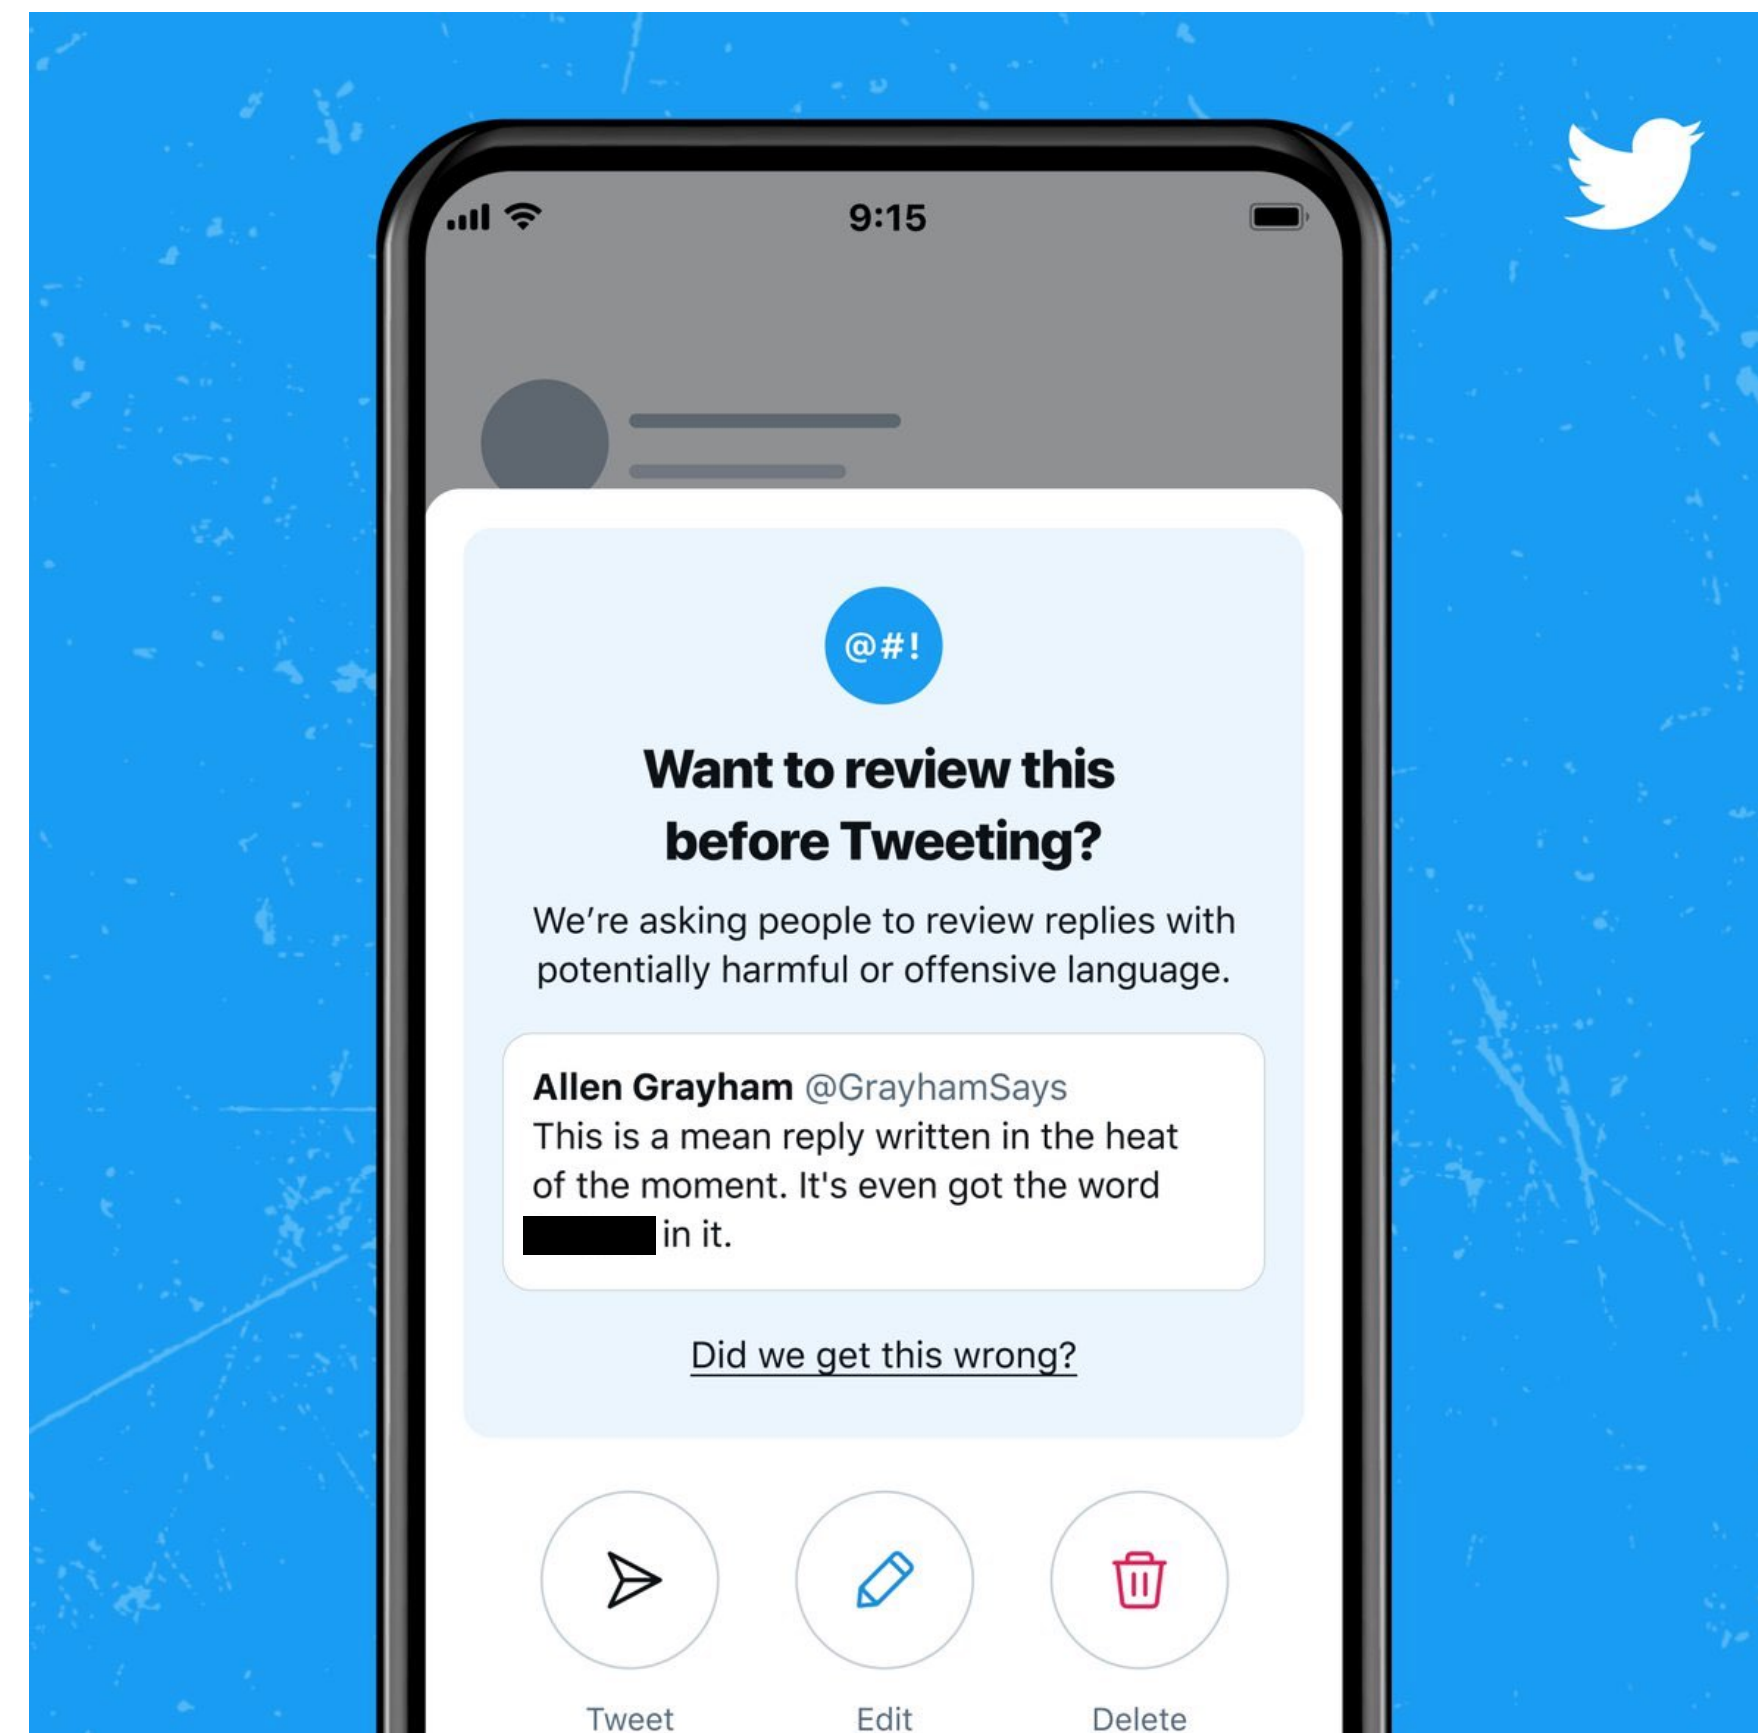 9:15
@#!
Want to review this
before Tweeting?
We’re asking people to review replies with
potentially harmful or offensive language.
Allen Grayham @GrayhamSays
This is a mean reply written in the heat
of the moment. It's even got the word
in it.
Did we get this wrong?
Tweet Edit Delete